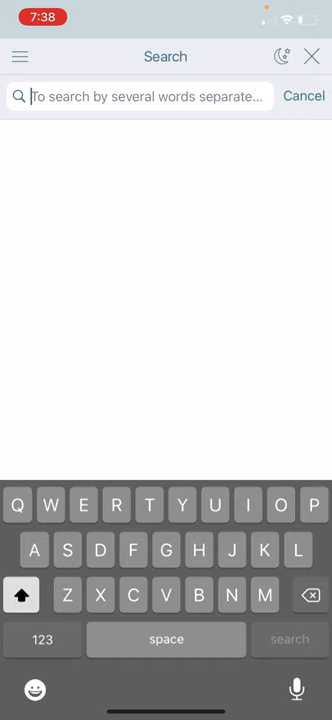 7:38
Search
To search by several words separate...
Cancel
Q W E R T Y U I O P
A S D F G H J K L
Z X C V B N M
123 space search